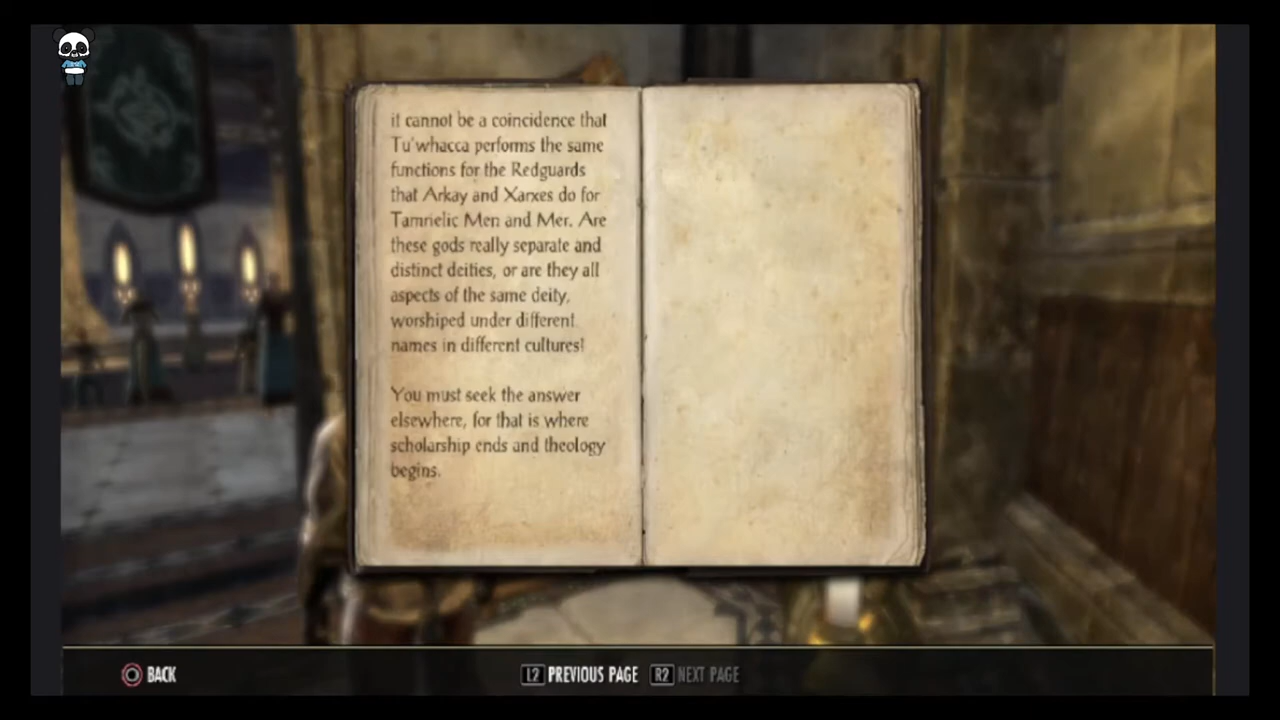 it cannot be a coincidence that
Tu'whacca performs the same
functions for the Redguards
that Arkay and Xarxes do for
Tamrielic Men and Mer. Are
these gods really separate and
distinct deities, or are they all
aspects of the same deity,
worshiped under different
names in different cultures?

You must seek the answer
elsewhere, for that is where
scholarship ends and theology
begins.
BACK
L2 PREVIOUS PAGE R2 NEXT PAGE